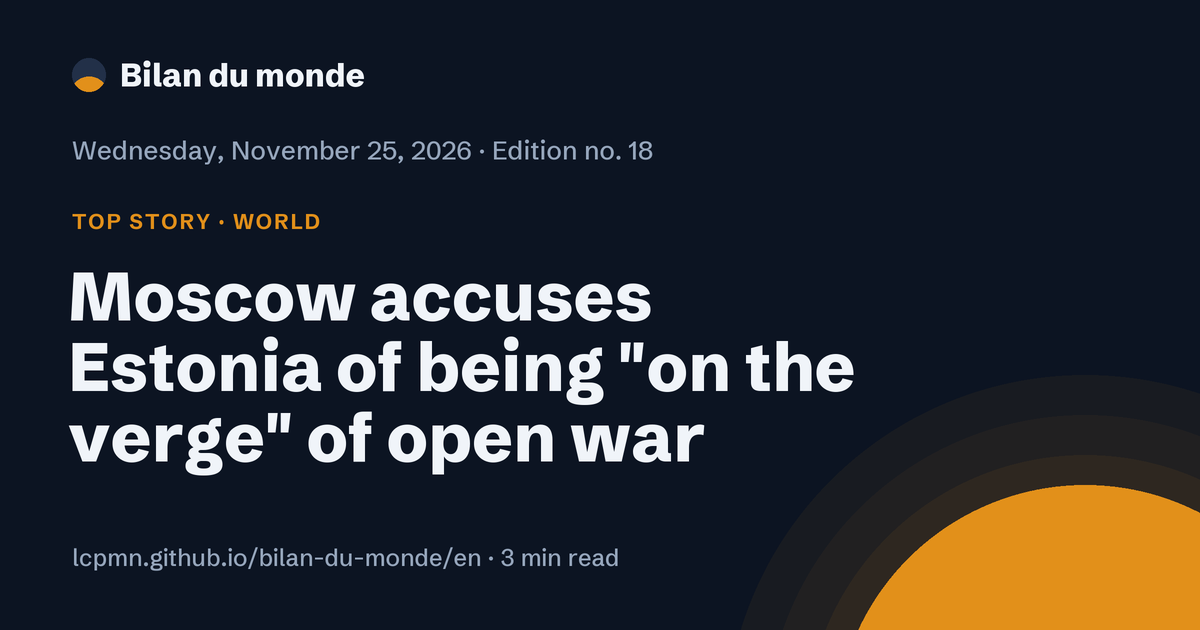 Bilan du monde
Wednesday, November 25, 2026 · Edition no. 18
TOP STORY · WORLD
Moscow accuses
Estonia of being "on the
verge" of open war
lcpmn.github.io/bilan-du-monde/en · 3 min read